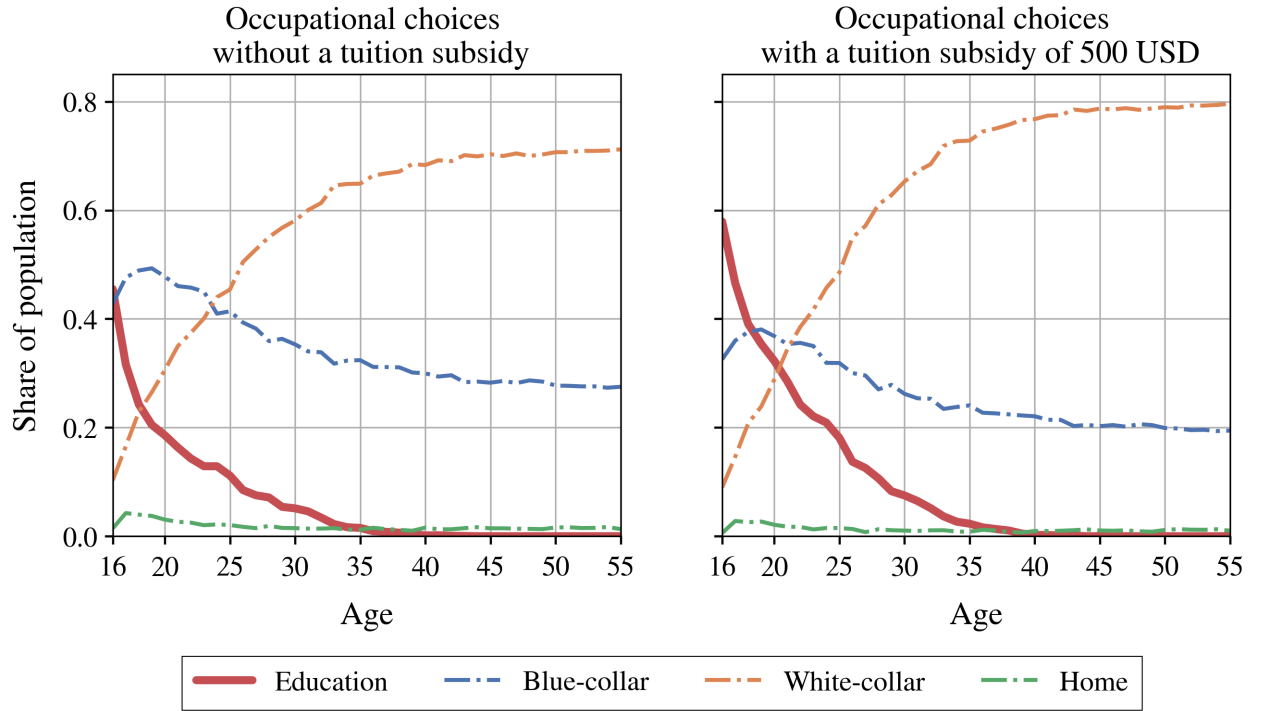 Occupational choices
without a tuition subsidy
Occupational choices
with a tuition subsidy of 500 USD
Share of population
0.8
0.6
0.4
0.2
0.0
16 20 25 30 35 40 45 50 55
16 20 25 30 35 40 45 50 55
Age
Age
Education Blue-collar White-collar Home